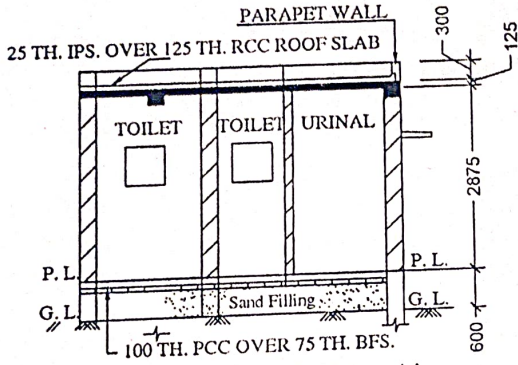 PARAPET WALL
25 TH. IPS. OVER 125 TH. RCC ROOF SLAB
300
125
TOILET
TOILET
URINAL
2875
P. L.
P. L.
G. L.
Sand Filling
G. L.
600
100 TH. PCC OVER 75 TH. BFS.